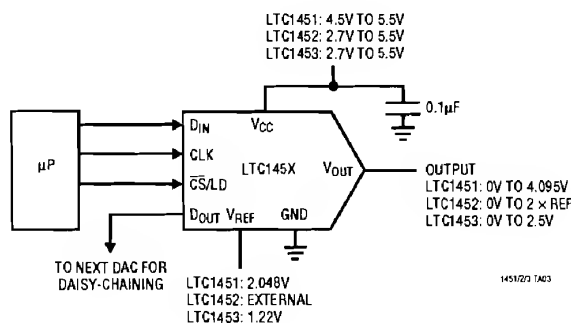 LTC1451: 4.5V TO 5.5V
LTC1452: 2.7V TO 5.5V
LTC1453: 2.7V TO 5.5V
0.1µF
µP
DIN
VCC
CLK
LTC145X
VOUT
CS/LD
DOUT
VREF
GND
OUTPUT
LTC1451: 0V TO 4.095V
LTC1452: 0V TO 2 × REF
LTC1453: 0V TO 2.5V
TO NEXT DAC FOR
DAISY-CHAINING
LTC1451: 2.048V
LTC1452: EXTERNAL
LTC1453: 1.22V
1451/2/3 TA03